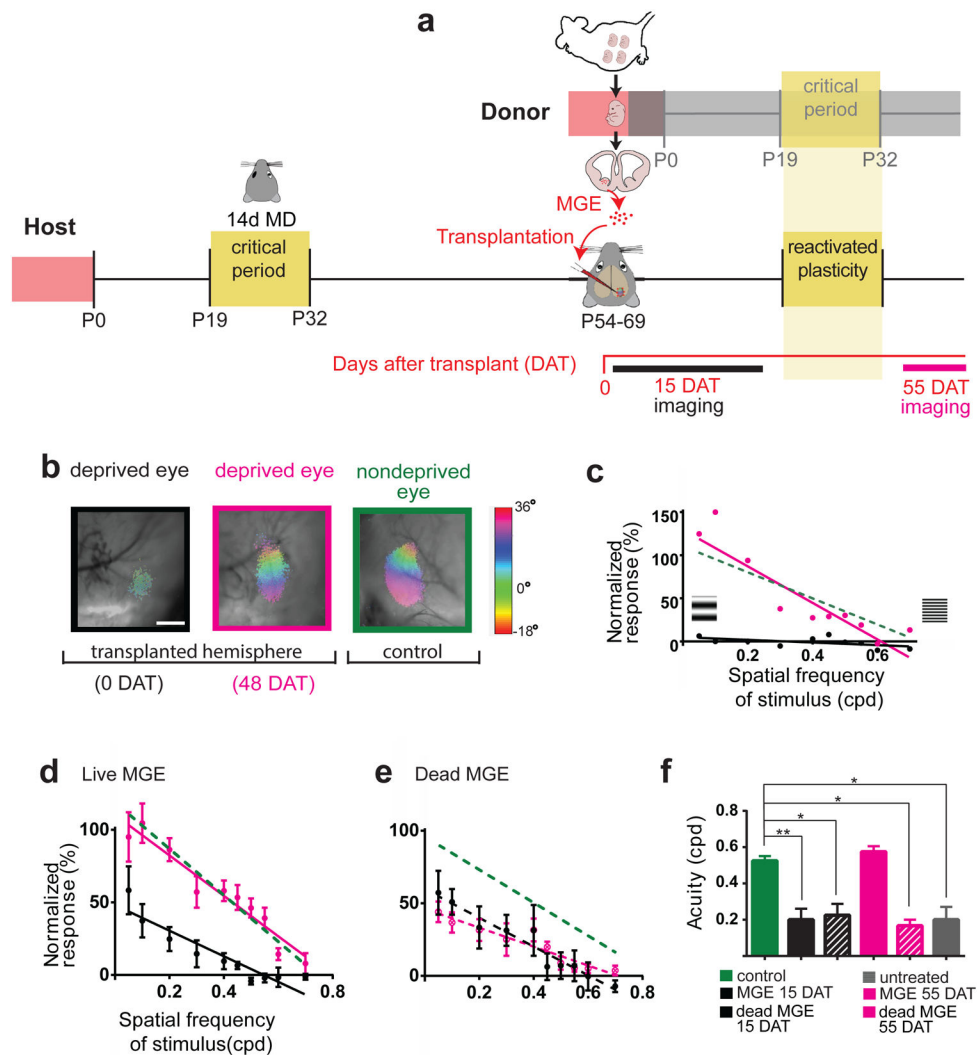 a
Donor
critical
period
P0
P19
P32
MGE
Transplantation
Host
14d MD
critical
period
reactivated
plasticity
P0
P19
P32
P54-69
Days after transplant (DAT)
0
15 DAT
imaging
55 DAT
imaging
b
deprived eye
deprived eye
nondeprived
eye
36°
0°
-18°
transplanted hemisphere
control
(0 DAT)
(48 DAT)
c
Normalized
response (%)
150
100
50
0
0.2
0.4
0.6
Spatial frequency
of stimulus (cpd)
d Live MGE
Normalized
response (%)
100
0
0.2
0.4
0.6
0.8
Spatial frequency
of stimulus(cpd)
e Dead MGE
100
0
0.2
0.4
0.6
0.8
f
Acuity (cpd)
0.8
0.6
0.4
0.2
*
*
**
*
control
MGE 15 DAT
dead MGE
15 DAT
untreated
MGE 55 DAT
dead MGE
55 DAT